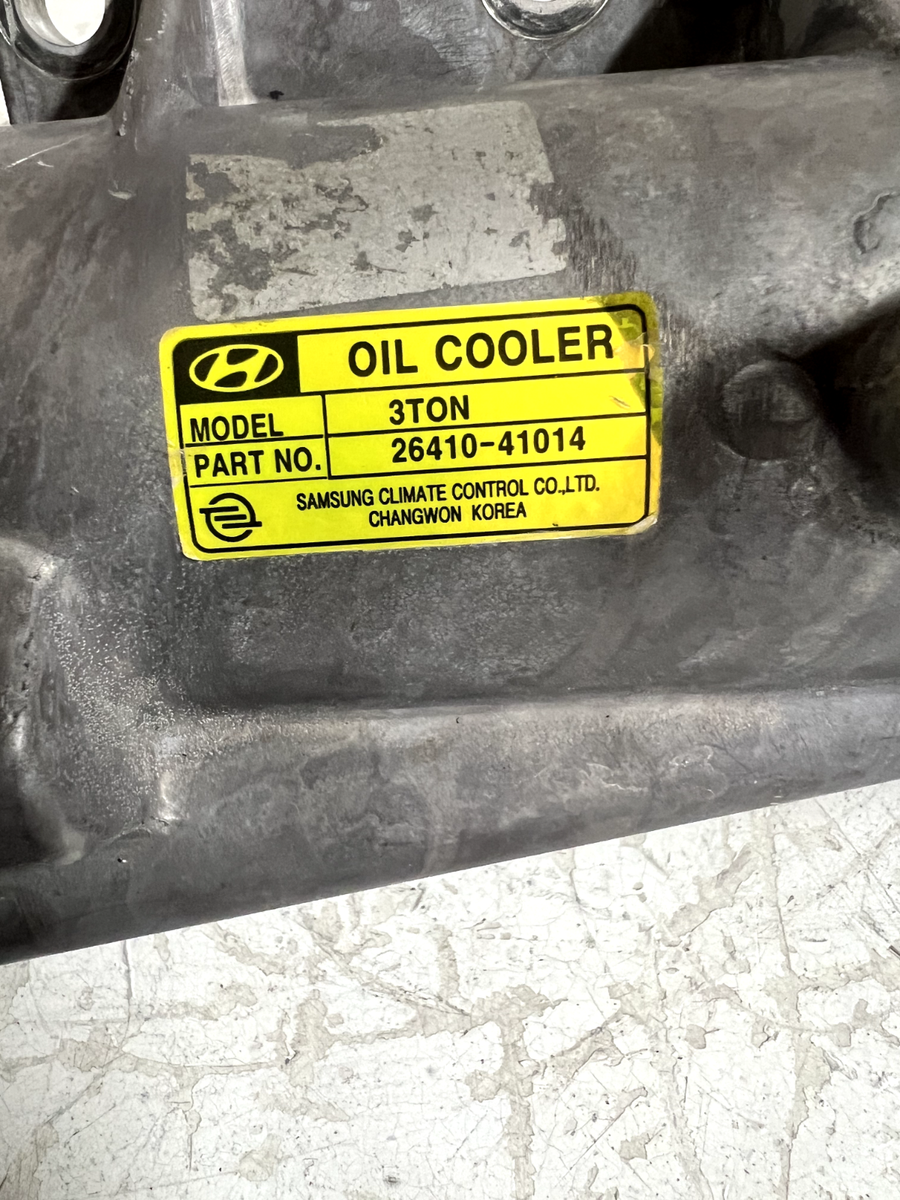 OIL COOLER
MODEL 3TON
PART NO. 26410-41014
SAMSUNG CLIMATE CONTROL CO.,LTD.
CHANGWON KOREA